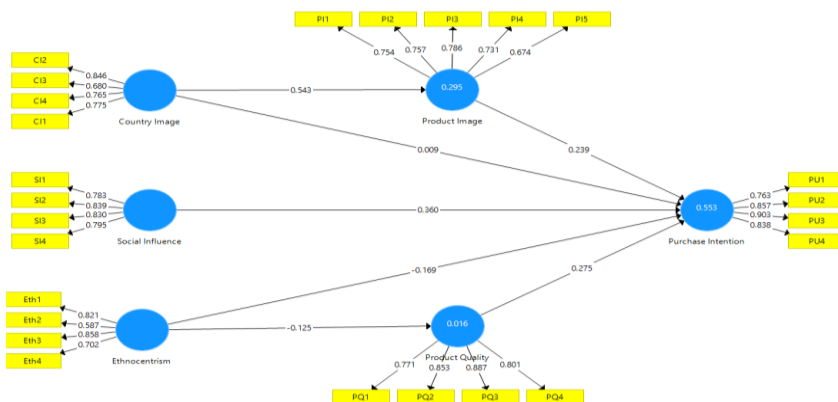 PI1 PI2 PI3 PI4 PI5
0.754 0.757 0.786 0.731 0.674
CI2
CI3
CI4
CI1
0.846
0.680
0.765
0.775
Country Image
0.543
0.295
Product Image
0.009
0.239
SI1
SI2
SI3
SI4
0.783
0.839
0.830
0.795
Social Influence
0.360
0.553
Purchase Intention
0.763
0.857
0.903
0.838
PU1
PU2
PU3
PU4
-0.169
0.275
Eth1
Eth2
Eth3
Eth4
0.821
0.587
0.858
0.702
Ethnocentrism
-0.125
0.016
Product Quality
0.771 0.853 0.887 0.801
PQ1 PQ2 PQ3 PQ4